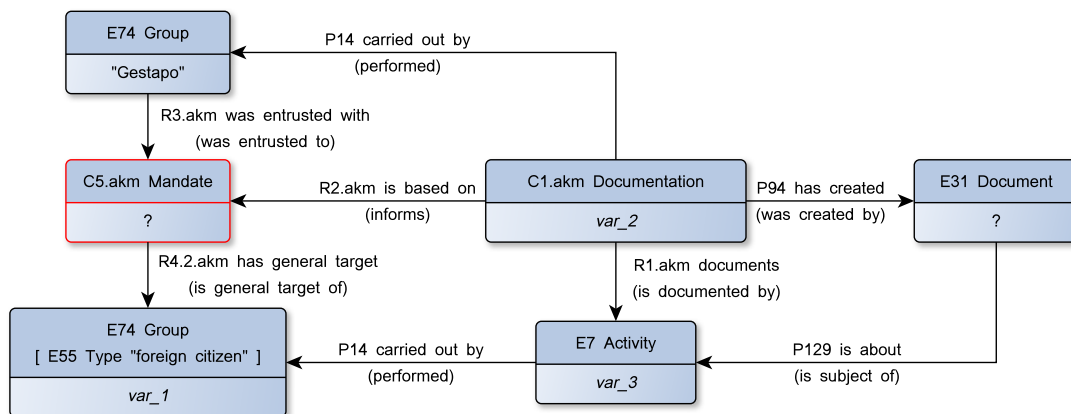 E74 Group
"Gestapo"
P14 carried out by
(performed)
R3.akm was entrusted with
(was entrusted to)
C5.akm Mandate
?
R2.akm is based on
(informs)
C1.akm Documentation
var_2
P94 has created
(was created by)
E31 Document
?
R4.2.akm has general target
(is general target of)
R1.akm documents
(is documented by)
E74 Group
[ E55 Type "foreign citizen" ]
var_1
P14 carried out by
(performed)
E7 Activity
var_3
P129 is about
(is subject of)